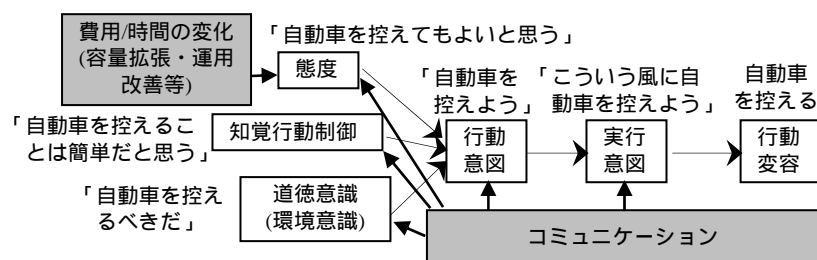 費用/時間の変化
(容量拡張・運用
改善等)
「自動車を控えてもよいと思う」
態度
「自動車を
控えよう」
「こういう風に自
動車を控えよう」
自動車
を控える
「自動車を控えるこ
とは簡単だと思う」
知覚行動制御
行動
意図
実行
意図
行動
変容
「自動車を控え
るべきだ」
道徳意識
(環境意識)
コミュニケーション